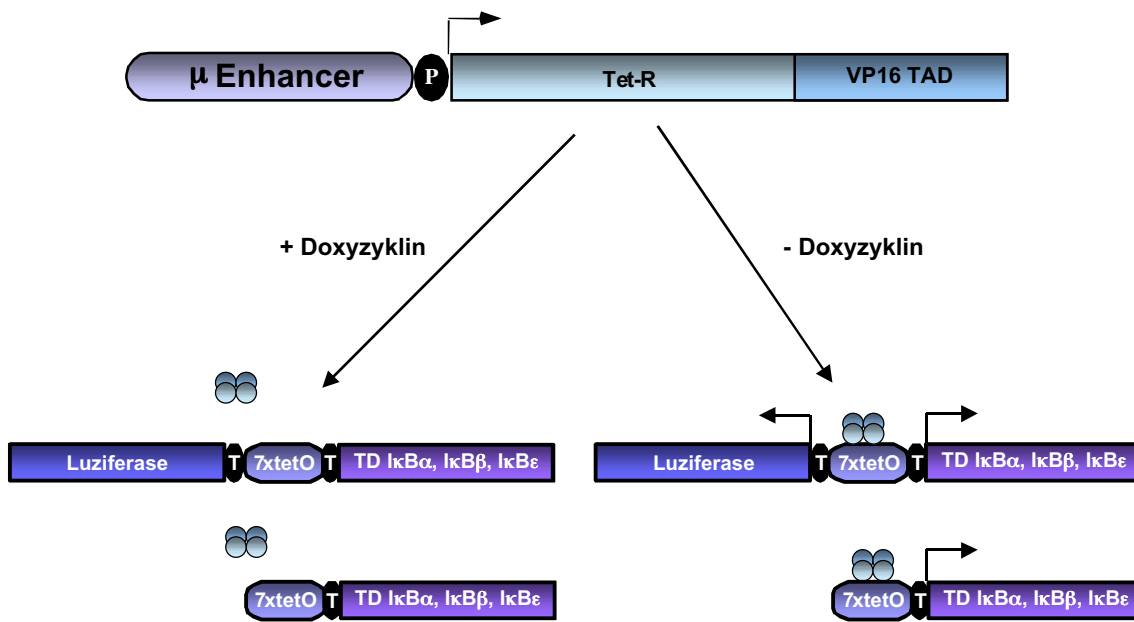 μ Enhancer P Tet-R VP16 TAD
+ Doxyzyklin - Doxyzyklin
Luziferase T 7xtetO T TD IκBα, IκBβ, IκBε
Luziferase T 7xtetO T TD IκBα, IκBβ, IκBε
7xtetO T TD IκBα, IκBβ, IκBε
7xtetO T TD IκBα, IκBβ, IκBε